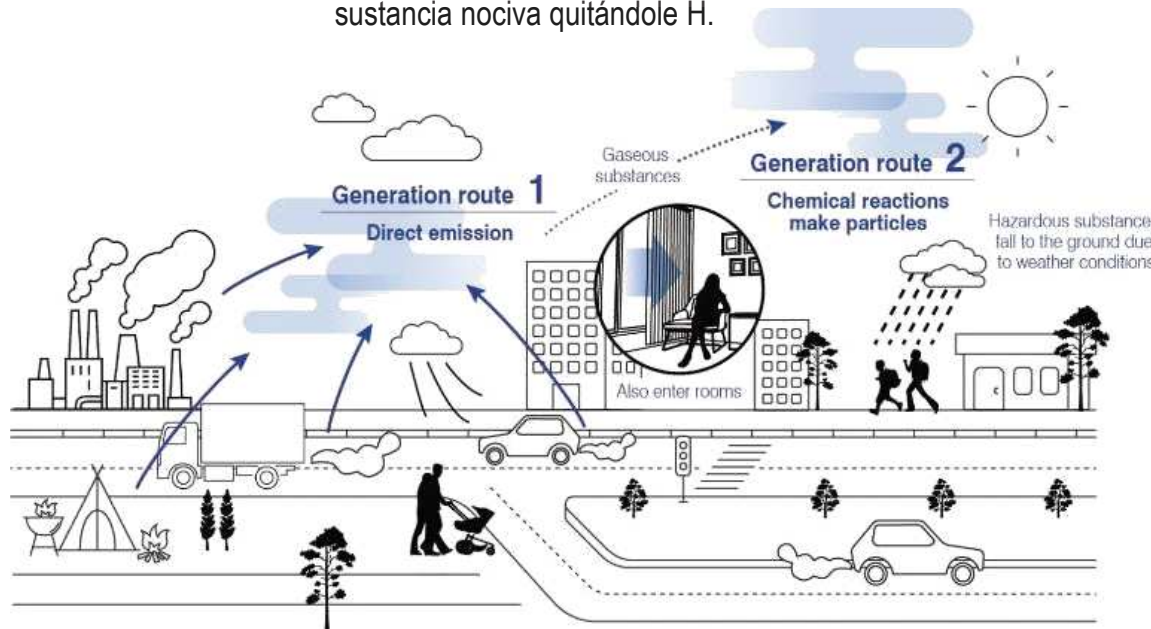 sustancia nociva quitándole H.
Generation route 1
Direct emission
Gaseous
substances
Generation route 2
Chemical reactions
make particles
Hazardous substance
fall to the ground due
to weather conditions
Also enter rooms